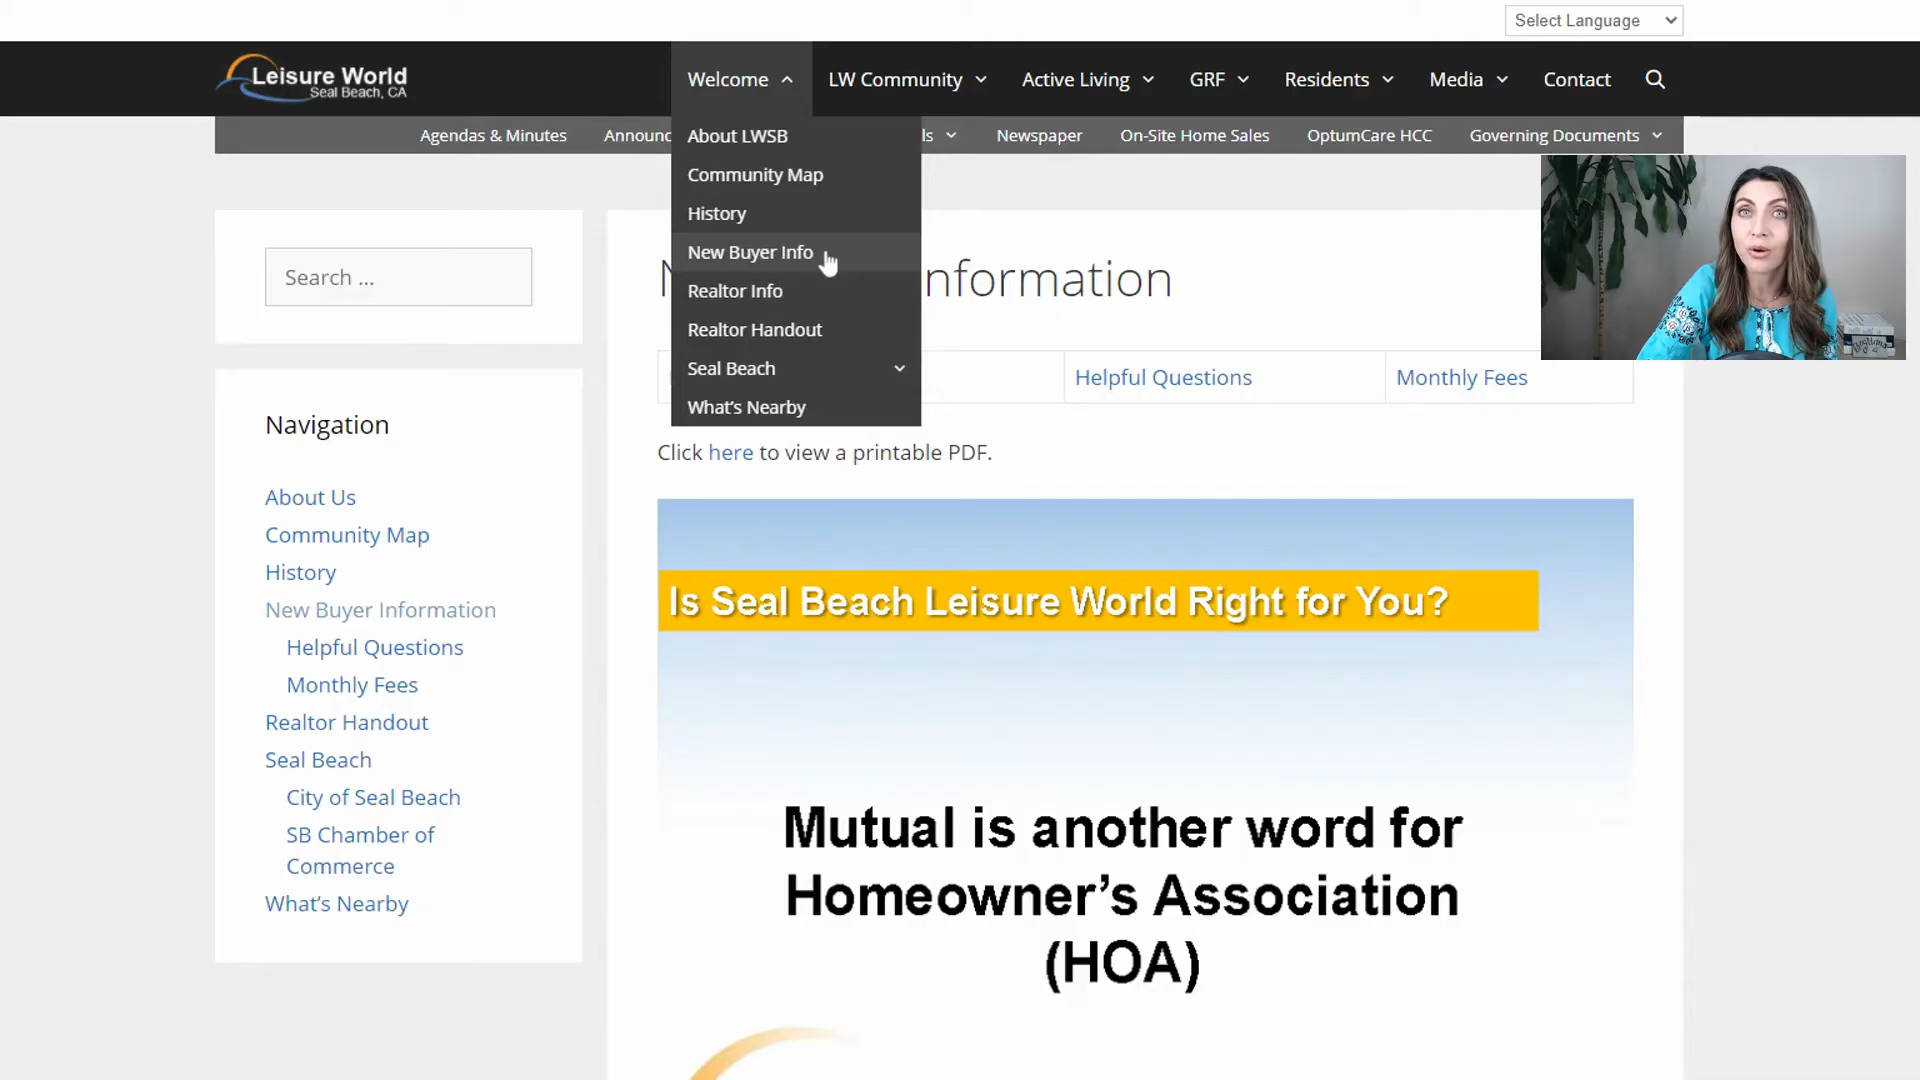 Select Language
Leisure World
Seal Beach, CA
Welcome
LW Community
Active Living
GRF
Residents
Media
Contact
Agendas & Minutes
Newspaper
On-Site Home Sales
OptumCare HCC
Governing Documents
About LWSB
Community Map
History
New Buyer Info
Realtor Info
Realtor Handout
Seal Beach
What's Nearby
Search ...
Navigation
About Us
Community Map
History
New Buyer Information
Helpful Questions
Monthly Fees
Realtor Handout
Seal Beach
City of Seal Beach
SB Chamber of
Commerce
What's Nearby
Helpful Questions
Monthly Fees
Click here to view a printable PDF.
Is Seal Beach Leisure World Right for You?
Mutual is another word for
Homeowner's Association
(HOA)